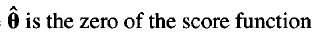 θ̂ is the zero of the score function